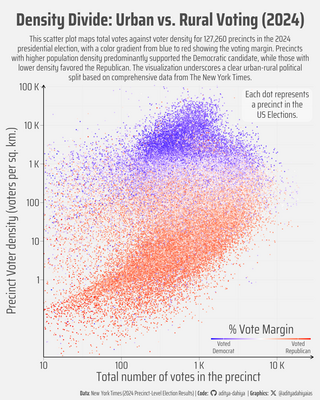 Density Divide: Urban vs. Rural Voting (2024)
This scatter plot maps total votes against voter density for 127,260 precincts in the 2024
presidential election, with a color gradient from blue to red showing the voting margin. Precincts
with higher population density predominantly supported the Democratic candidate, while those with
lower density favored the Republican. The visualization underscores a clear urban-rural political
split based on comprehensive data from The New York Times.
100 K
Each dot represents
a precinct in the
US Elections.
10 K
1 K
100
10
1
Precinct Voter density (voters per sq. km.)
% Vote Margin
Voted
Democrat
Voted
Republican
10
100
1 K
10 K
Total number of votes in the precinct
Data: New York Times (2024 Precinct-Level Election Results) | Code: aditya-dahiya | Graphics: @adityadahiyaias